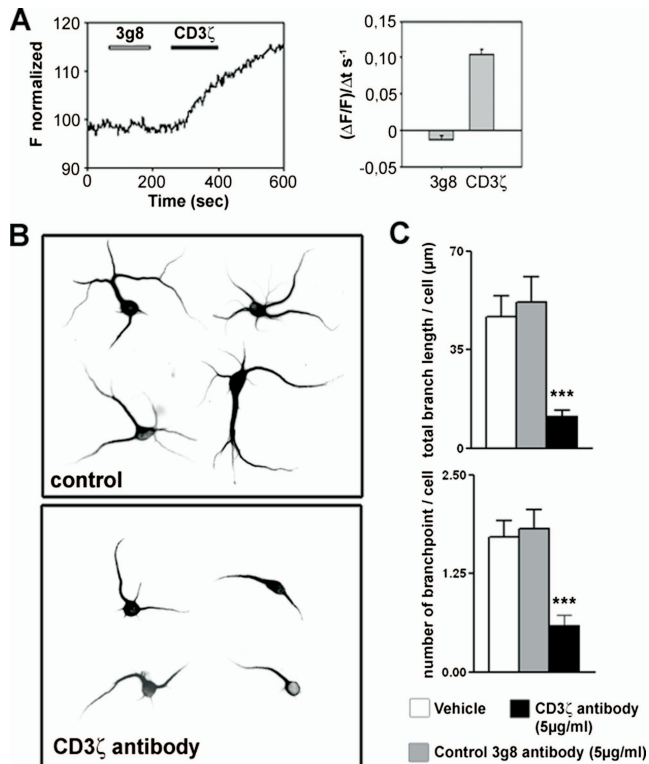 A
3g8 CD3ζ
120
110
100
90
F normalized
0 200 400 600
Time (sec)
0,15
0,10
0,05
0
-0,05
(ΔF/F)/Δt s⁻¹
3g8 CD3ζ
B
control
CD3ζ antibody
C
70
35
0
total branch length / cell (µm)
***
2.50
1.25
0.00
number of branchpoint / cell
***
Vehicle
CD3ζ antibody
(5µg/ml)
Control 3g8 antibody (5µg/ml)